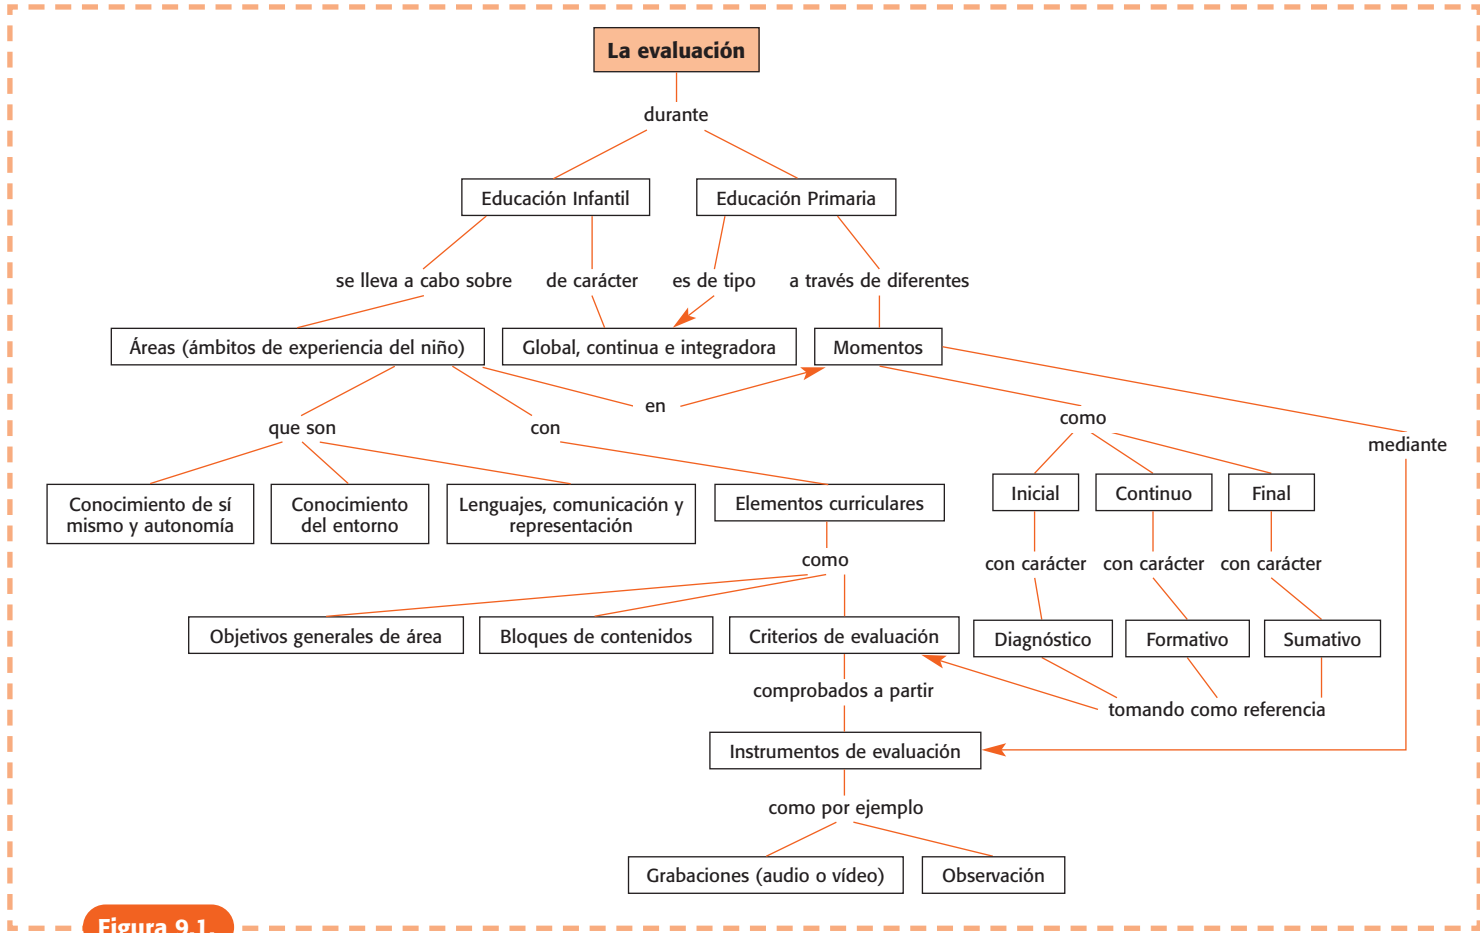 La evaluación
durante
Educación Infantil
Educación Primaria
se lleva a cabo sobre
de carácter
es de tipo
a través de diferentes
Áreas (ámbitos de experiencia del niño)
Global, continua e integradora
Momentos
en
que son
con
como
mediante
Conocimiento de sí
mismo y autonomía
Conocimiento
del entorno
Lenguajes, comunicación y
representación
Elementos curriculares
Inicial
Continuo
Final
como
con carácter
con carácter
con carácter
Objetivos generales de área
Bloques de contenidos
Criterios de evaluación
Diagnóstico
Formativo
Sumativo
comprobados a partir
tomando como referencia
Instrumentos de evaluación
como por ejemplo
Grabaciones (audio o vídeo)
Observación
Figura 9.1.